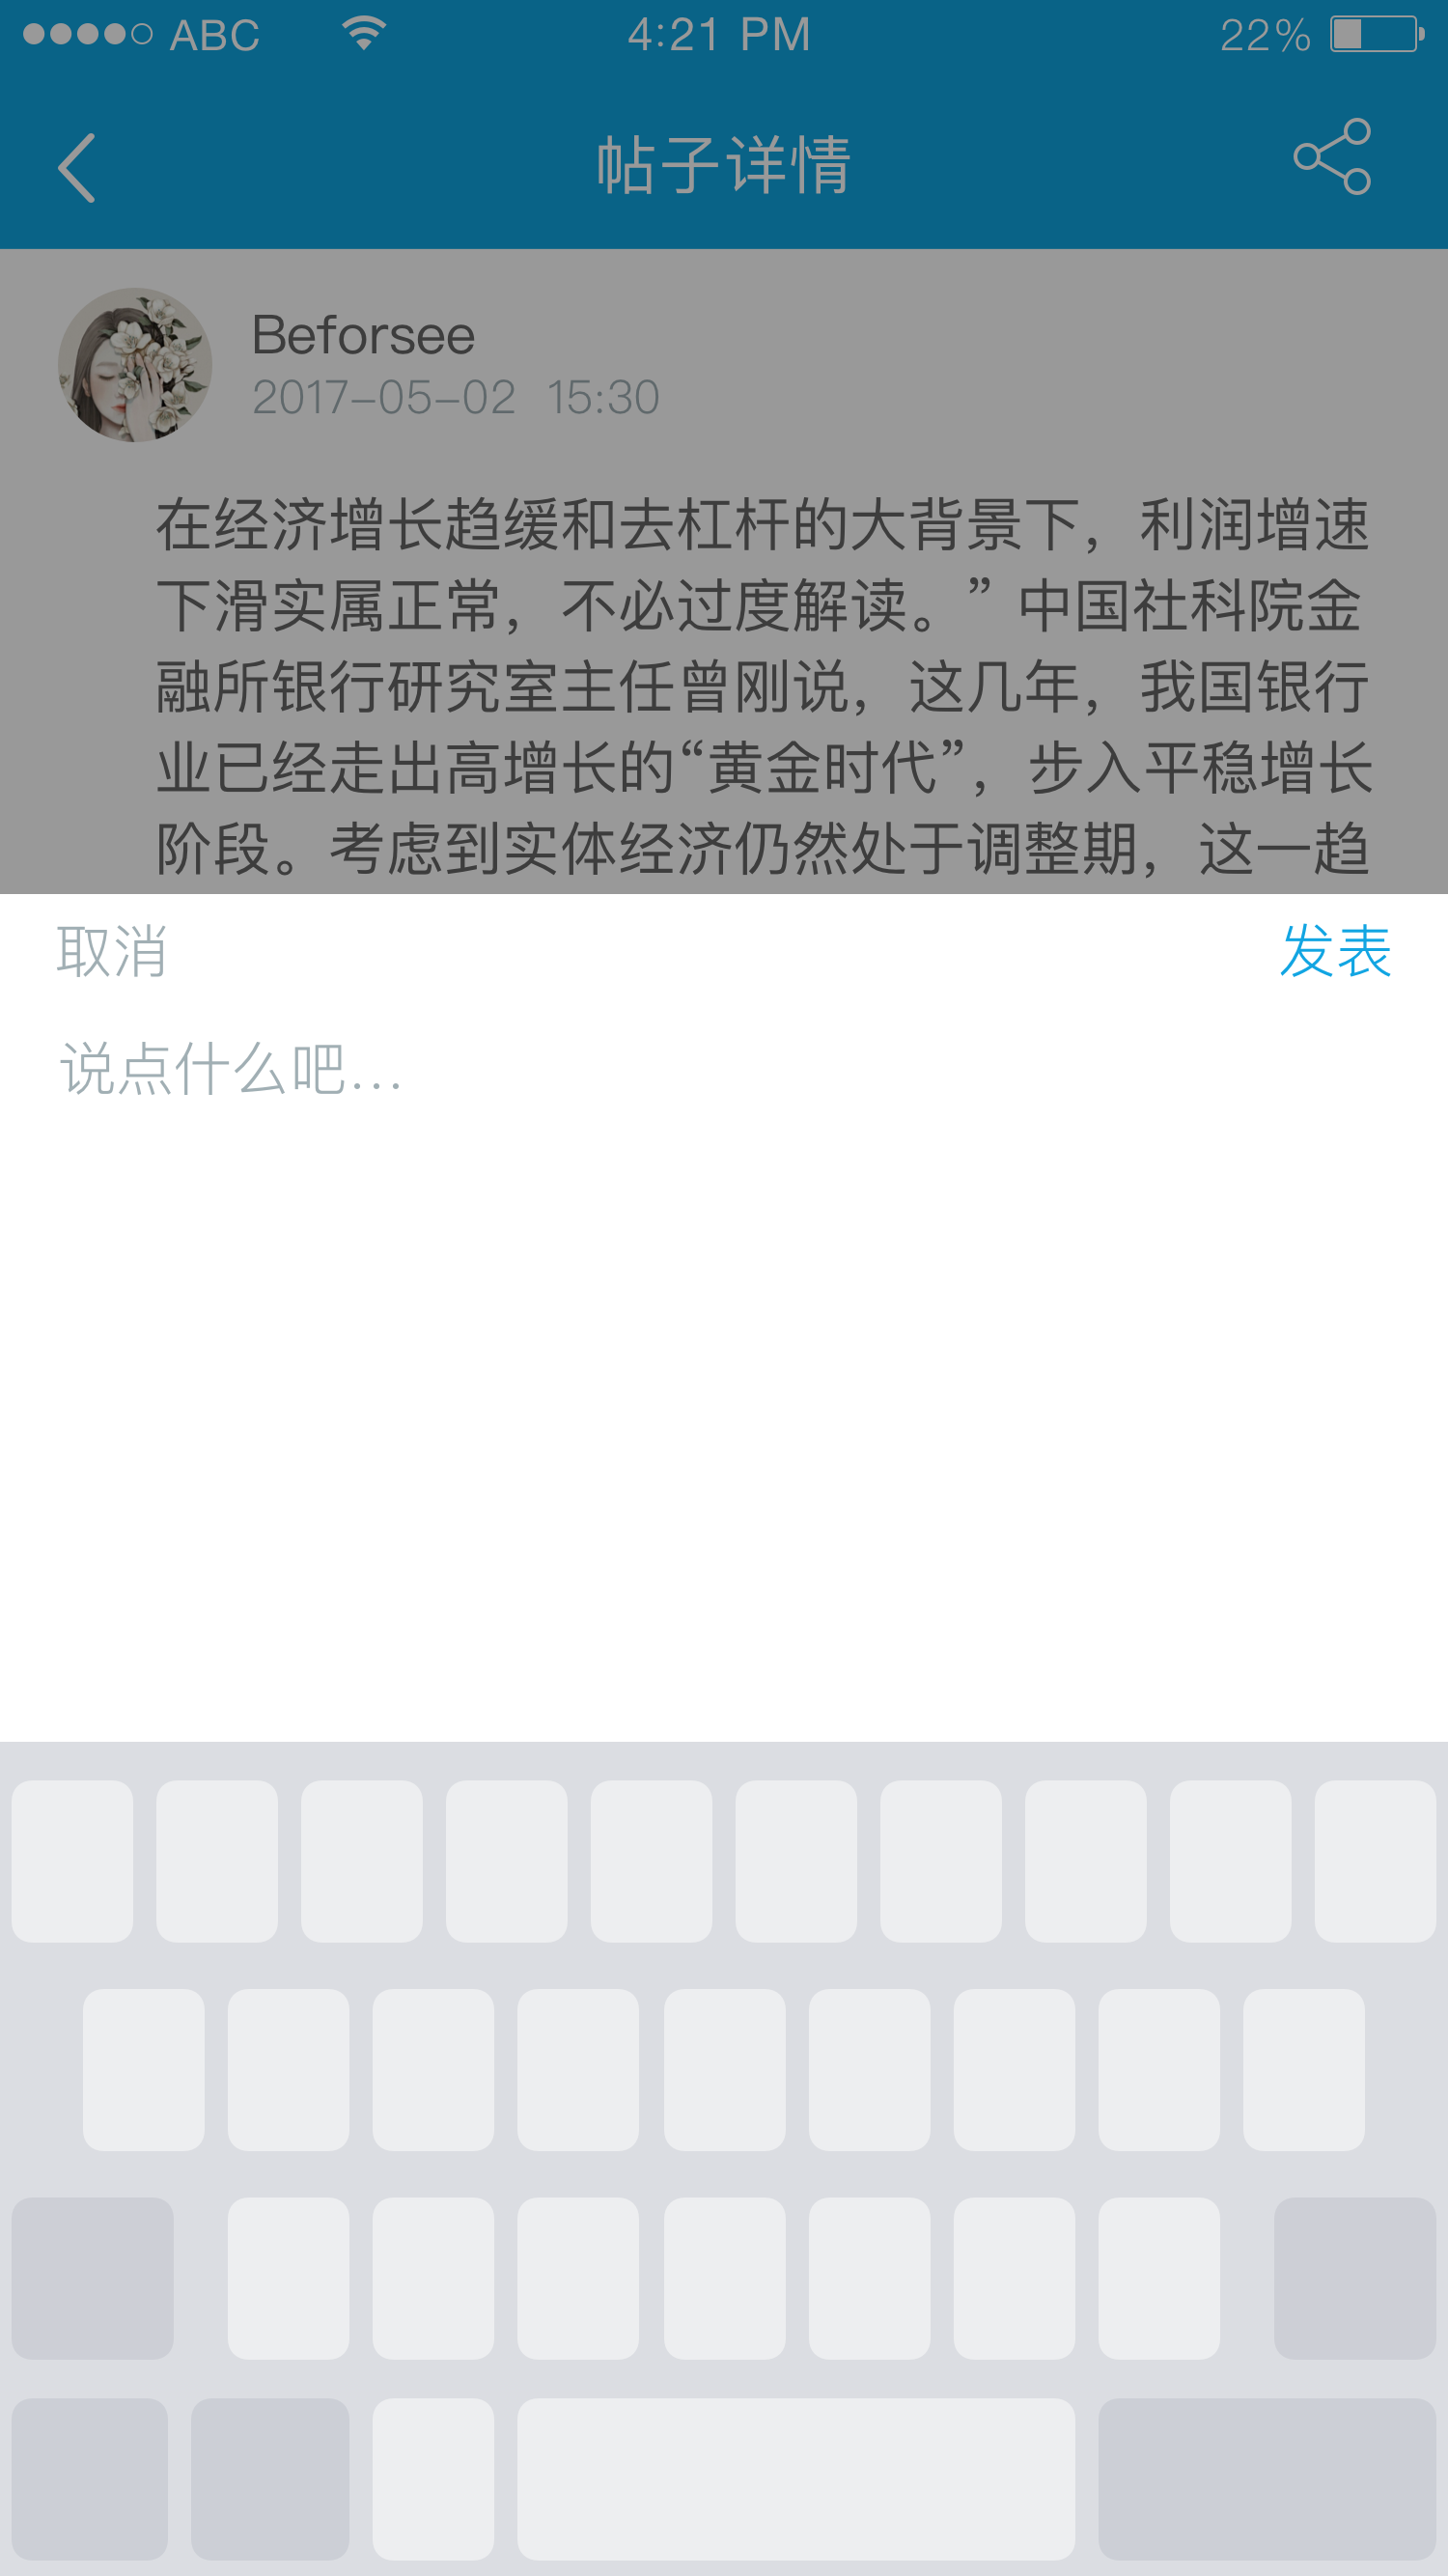 ABC 4:21 PM 22%
帖子详情
Beforsee
2017-05-02 15:30
在经济增长趋缓和去杠杆的大背景下，利润增速
下滑实属正常，不必过度解读。”中国社科院金
融所银行研究室主任曾刚说，这几年，我国银行
业已经走出高增长的“黄金时代”，步入平稳增长
阶段。考虑到实体经济仍然处于调整期，这一趋
取消 发表
说点什么吧...